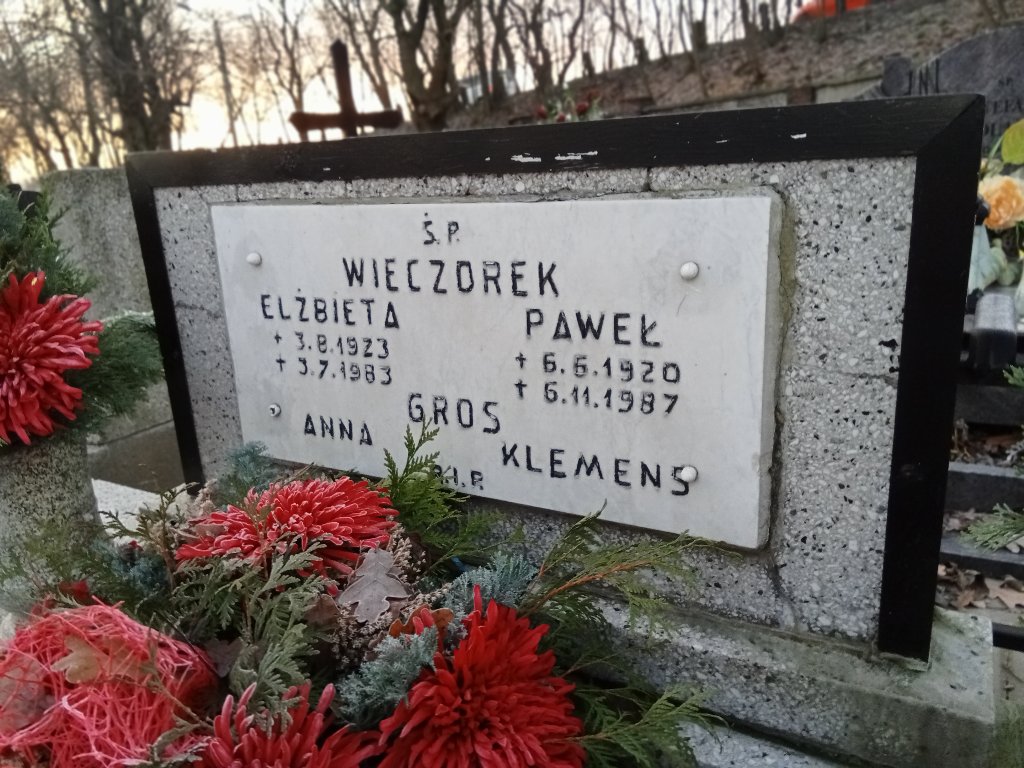 Ś. P.
WIECZOREK
ELŻBIETA
PAWEŁ
+ 3.8.1923
+ 3.7.1983
+ 6.6.1920
+ 6.11.1987
GROS
ANNA
KLEMENS